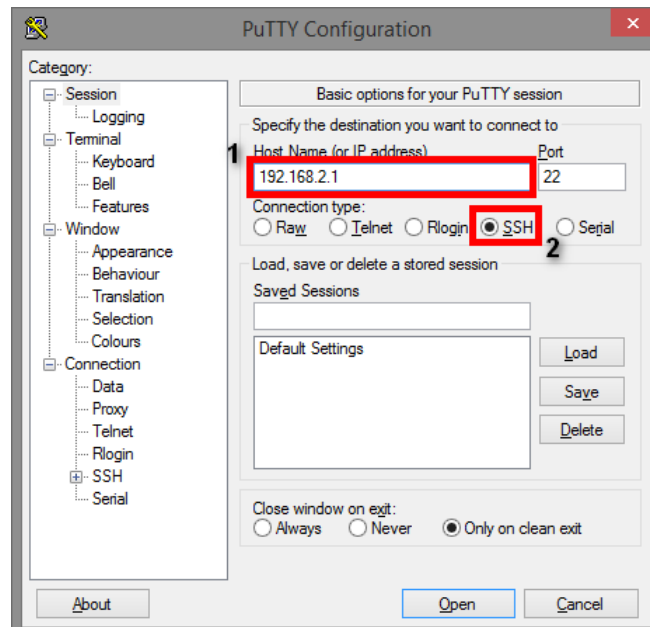 PuTTY Configuration
Category:
Session
Logging
Terminal
Keyboard
Bell
Features
Window
Appearance
Behaviour
Translation
Selection
Colours
Connection
Data
Proxy
Telnet
Rlogin
SSH
Serial
Basic options for your PuTTY session
Specify the destination you want to connect to
1
Host Name (or IP address) Port
192.168.2.1 22
Connection type:
Raw Telnet Rlogin SSH Serial
2
Load, save or delete a stored session
Saved Sessions
Default Settings
Load
Save
Delete
Close window on exit:
Always Never Only on clean exit
About Open Cancel